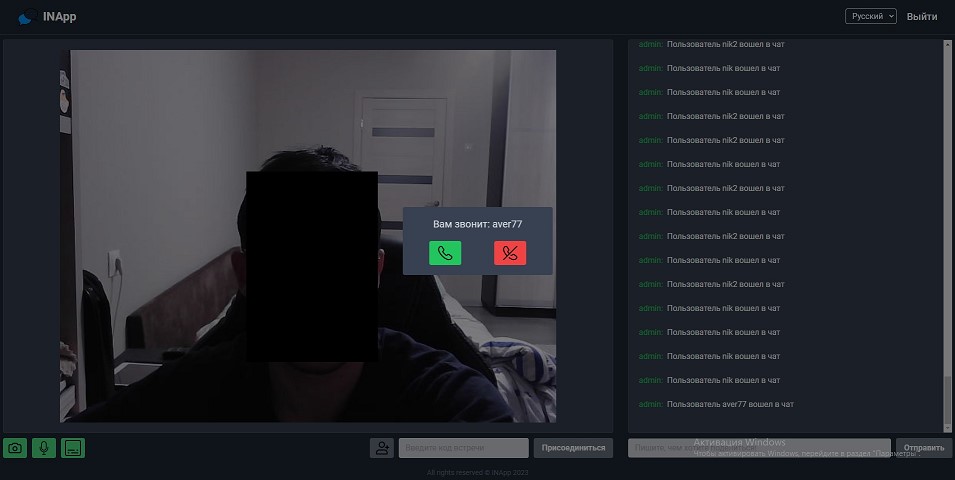 INApp
Русский
Выйти
admin: Пользователь nik2 вошел в чат
admin: Пользователь nik вошел в чат
admin: Пользователь nik вошел в чат
admin: Пользователь nik2 вошел в чат
admin: Пользователь nik2 вошел в чат
admin: Пользователь nik вошел в чат
admin: Пользователь nik2 вошел в чат
admin: Пользователь nik вошел в чат
admin: Пользователь nik2 вошел в чат
admin: Пользователь nik вошел в чат
admin: Пользователь nik2 вошел в чат
admin: Пользователь nik вошел в чат
admin: Пользователь nik вошел в чат
admin: Пользователь nik вошел в чат
admin: Пользователь nik вошел в чат
admin: Пользователь aver77 вошел в чат
Вам звонит: aver77
Введите код встречи
Присоединиться
Пишите, чем
Отправить
Активация Windows
Чтобы активировать Windows, перейдите в раздел "Параметры".
All rights reserved © INApp 2023